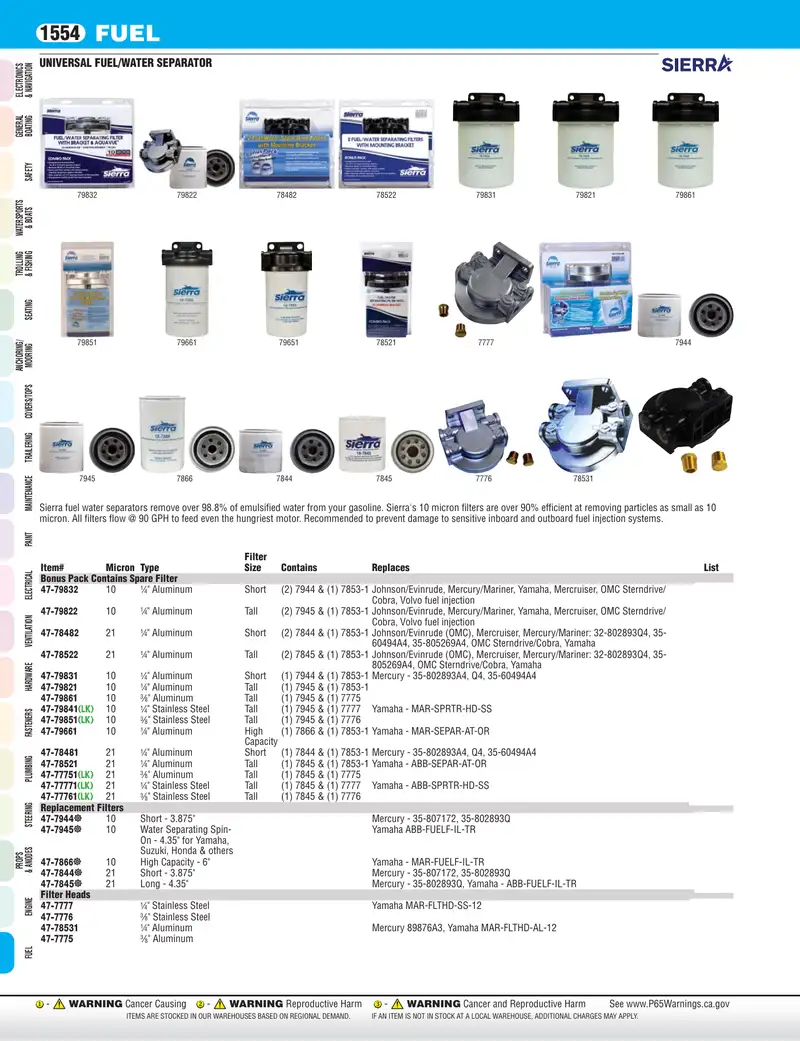 1554 FUEL
UNIVERSAL FUEL/WATER SEPARATOR
SIERRA
ELECTRONICS & NAVIGATION
GENERAL BOATING
SAFETY
WATERSPORTS & BOATS
TROLLING & FISHING
SEATING
ANCHORING/ MOORING
COVERS/TOPS
TRAILERING
MAINTENANCE
PAINT
ELECTRICAL
VENTILATION
HARDWARE
FASTENERS
PLUMBING
STEERING
PROPS & ANODES
ENGINE
FUEL
79832 79822 78482 78522 79831 79821 79861
79851 79661 79651 78521 7777 7944
7945 7866 7844 7845 7776 78531
Sierra fuel water separators remove over 98.8% of emulsified water from your gasoline. Sierra's 10 micron filters are over 90% efficient at removing particles as small as 10
micron. All filters flow @ 90 GPH to feed even the hungriest motor. Recommended to prevent damage to sensitive inboard and outboard fuel injection systems.
Item# Micron Type Filter Size Contains Replaces List
Bonus Pack Contains Spare Filter
47-79832 10 ¼" Aluminum Short (2) 7944 & (1) 7853-1 Johnson/Evinrude, Mercury/Mariner, Yamaha, Mercruiser, OMC Sterndrive/
Cobra, Volvo fuel injection
47-79822 10 ¼" Aluminum Tall (2) 7945 & (1) 7853-1 Johnson/Evinrude, Mercury/Mariner, Yamaha, Mercruiser, OMC Sterndrive/
Cobra, Volvo fuel injection
47-78482 21 ¼" Aluminum Short (2) 7844 & (1) 7853-1 Johnson/Evinrude (OMC), Mercruiser, Mercury/Mariner: 32-802893Q4, 35-
60494A4, 35-805269A4, OMC Sterndrive/Cobra, Yamaha
47-78522 21 ¼" Aluminum Tall (2) 7845 & (1) 7853-1 Johnson/Evinrude (OMC), Mercruiser, Mercury/Mariner: 32-802893Q4, 35-
805269A4, OMC Sterndrive/Cobra, Yamaha
47-79831 10 ¼" Aluminum Short (1) 7944 & (1) 7853-1 Mercury - 35-802893A4, Q4, 35-60494A4
47-79821 10 ¼" Aluminum Tall (1) 7945 & (1) 7853-1
47-79861 10 ⅜" Aluminum Tall (1) 7945 & (1) 7775
47-79841(LK) 10 ¼" Stainless Steel Tall (1) 7945 & (1) 7777 Yamaha - MAR-SPRTR-HD-SS
47-79851(LK) 10 ⅜" Stainless Steel Tall (1) 7945 & (1) 7776
47-79661 10 ¼" Aluminum High (1) 7866 & (1) 7853-1 Yamaha - MAR-SEPAR-AT-OR
Capacity
47-78481 21 ¼" Aluminum Short (1) 7844 & (1) 7853-1 Mercury - 35-802893A4, Q4, 35-60494A4
47-78521 21 ¼" Aluminum Tall (1) 7845 & (1) 7853-1 Yamaha - ABB-SEPAR-AT-OR
47-77751(LK) 21 ⅜" Aluminum Tall (1) 7845 & (1) 7775
47-77771(LK) 21 ¼" Stainless Steel Tall (1) 7845 & (1) 7777 Yamaha - ABB-SPRTR-HD-SS
47-77761(LK) 21 ⅜" Stainless Steel Tall (1) 7845 & (1) 7776
Replacement Filters
47-7944 10 Short - 3.875" Mercury - 35-807172, 35-802893Q
47-7945 10 Water Separating Spin- Yamaha ABB-FUELF-IL-TR
On - 4.35" for Yamaha,
Suzuki, Honda & others
47-7866 10 High Capacity - 6" Yamaha - MAR-FUELF-IL-TR
47-7844 21 Short - 3.875" Mercury - 35-807172, 35-802893Q
47-7845 21 Long - 4.35" Mercury - 35-802893Q, Yamaha - ABB-FUELF-IL-TR
Filter Heads
47-7777 ¼" Stainless Steel Yamaha MAR-FLTHD-SS-12
47-7776 ⅜" Stainless Steel
47-78531 ¼" Aluminum Mercury 89876A3, Yamaha MAR-FLTHD-AL-12
47-7775 ⅜" Aluminum
1 - WARNING Cancer Causing 2 - WARNING Reproductive Harm 3 - WARNING Cancer and Reproductive Harm See www.P65Warnings.ca.gov
ITEMS ARE STOCKED IN OUR WAREHOUSES BASED ON REGIONAL DEMAND. IF AN ITEM IS NOT IN STOCK AT A LOCAL WAREHOUSE, ADDITIONAL CHARGES MAY APPLY.